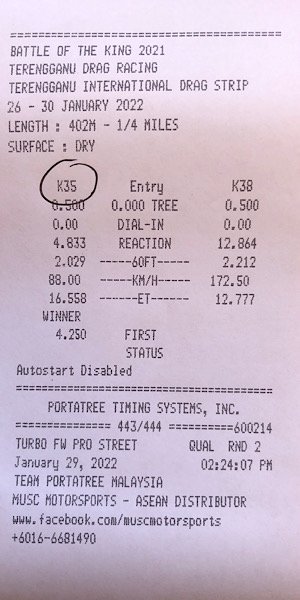 ====================================
BATTLE OF THE KING 2021
TERENGGANU DRAG RACING
TERENGGANU INTERNATIONAL DRAG STRIP
26 - 30 JANUARY 2022
LENGTH : 402M - 1/4 MILES
SURFACE : DRY
K35 Entry K38
0.500 0.000 TREE 0.500
0.00 DIAL-IN 0.00
4.833 REACTION 12.864
2.029 -----60FT----- 2.212
88.00 -----KM/H----- 172.50
16.558 ------ET------ 12.777
WINNER
4.250 FIRST
STATUS
Autostart Disabled
====================================
PORTATREE TIMING SYSTEMS, INC.
============== 443/444 ==========600214
TURBO FW PRO STREET QUAL RND 2
January 29, 2022 02:24:07 PM
TEAM PORTATREE MALAYSIA
MUSC MOTORSPORTS - ASEAN DISTRIBUTOR
www.facebook.com/muscmotorsports
+6016-6681490